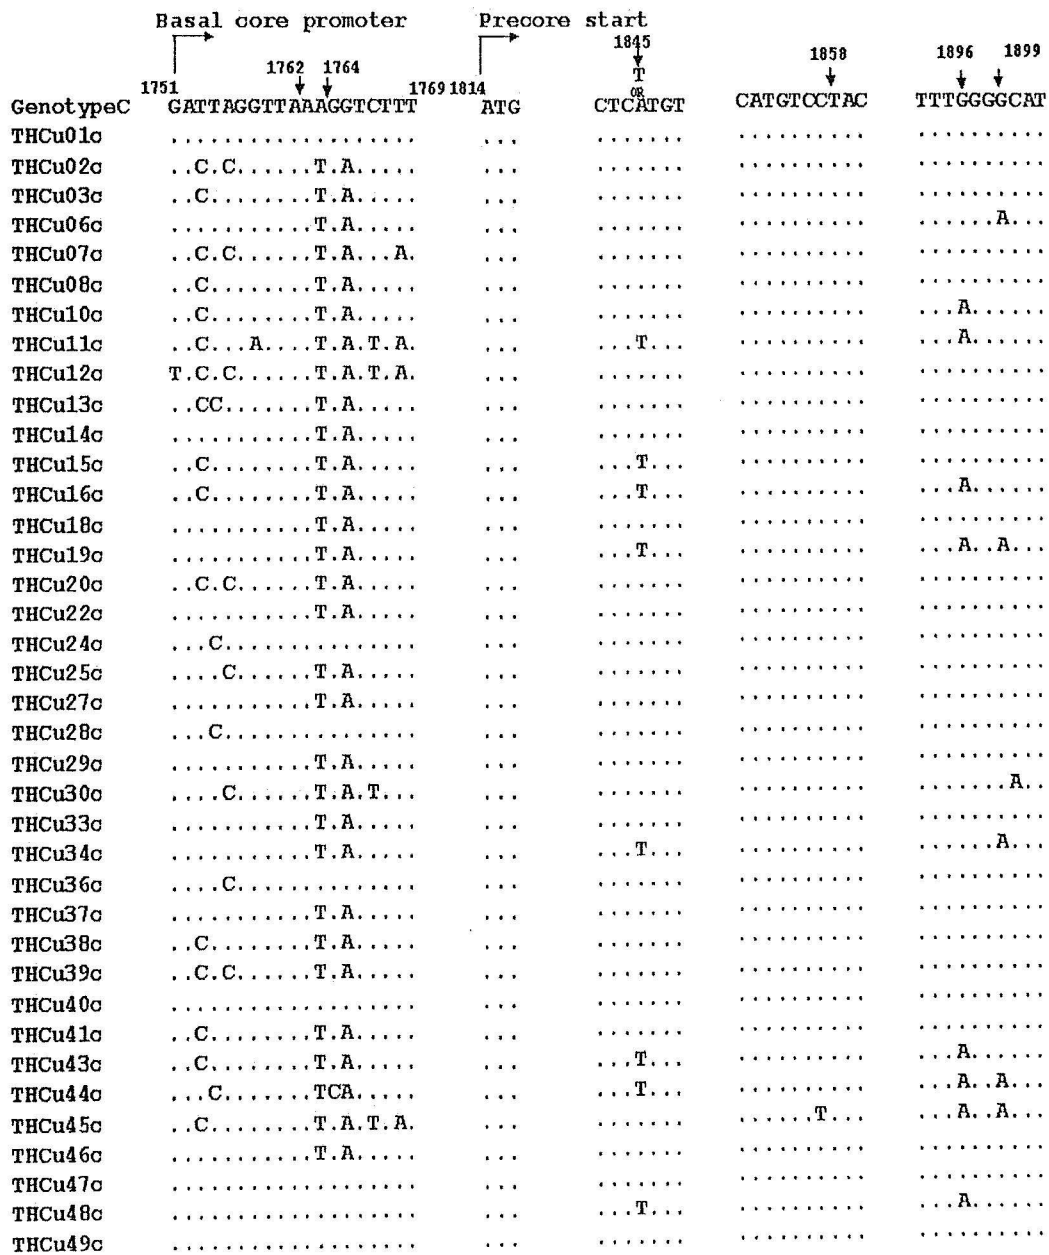 Basal core promoter Precore start
1751 1762 1764 1769 1814 1845 1858 1896 1899
T
OR
GenotypeC GATTAGGTTAAAGGTCTTT ATG CTCATGT CATGTCCTAC TTTGGGGCAT
THCu01c ................... ... ....... .......... ..........
THCu02c ..C.C......T.A..... ... ....... .......... ..........
THCu03c ..C........T.A..... ... ....... .......... ..........
THCu06c ...........T.A..... ... ....... .......... ......A...
THCu07c ..C.C......T.A...A. ... ....... .......... ..........
THCu08c ..C........T.A..... ... ....... .......... ..........
THCu10c ..C........T.A..... ... ....... .......... ...A......
THCu11c ..C...A....T.A.T.A. ... ...T... .......... ...A......
THCu12c T.C.C......T.A.T.A. ... ....... .......... ..........
THCu13c ..CC.......T.A..... ... ....... .......... ..........
THCu14c ...........T.A..... ... ....... .......... ..........
THCu15c ..C........T.A..... ... ...T... .......... ..........
THCu16c ..C........T.A..... ... ...T... .......... ...A......
THCu18c ...........T.A..... ... ....... .......... ..........
THCu19c ...........T.A..... ... ...T... .......... ...A..A...
THCu20c ..C.C......T.A..... ... ....... .......... ..........
THCu22c ...........T.A..... ... ....... .......... ..........
THCu24c ...C............... ... ....... .......... ..........
THCu25c ....C......T.A..... ... ....... .......... ..........
THCu27c ...........T.A..... ... ....... .......... ..........
THCu28c ...C............... ... ....... .......... ..........
THCu29c ...........T.A..... ... ....... .......... ..........
THCu30c ....C......T.A.T... ... ....... .......... .......A..
THCu33c ...........T.A..... ... ....... .......... ..........
THCu34c ...........T.A..... ... ...T... .......... ......A...
THCu36c ....C.............. ... ....... .......... ..........
THCu37c ...........T.A..... ... ....... .......... ..........
THCu38c ..C........T.A..... ... ....... .......... ..........
THCu39c ..C.C......T.A..... ... ....... .......... ..........
THCu40c ................... ... ....... .......... ..........
THCu41c ..C........T.A..... ... ....... .......... ..........
THCu43c ..C........T.A..... ... ...T... .......... ...A......
THCu44c ...C.......TCA..... ... ...T... .......... ...A..A...
THCu45c ..C........T.A.T.A. ... ....... ......T... ...A..A...
THCu46c ...........T.A..... ... ....... .......... ..........
THCu47c ................... ... ....... .......... ..........
THCu48c ................... ... ...T... .......... ...A......
THCu49c ................... ... ....... .......... ..........